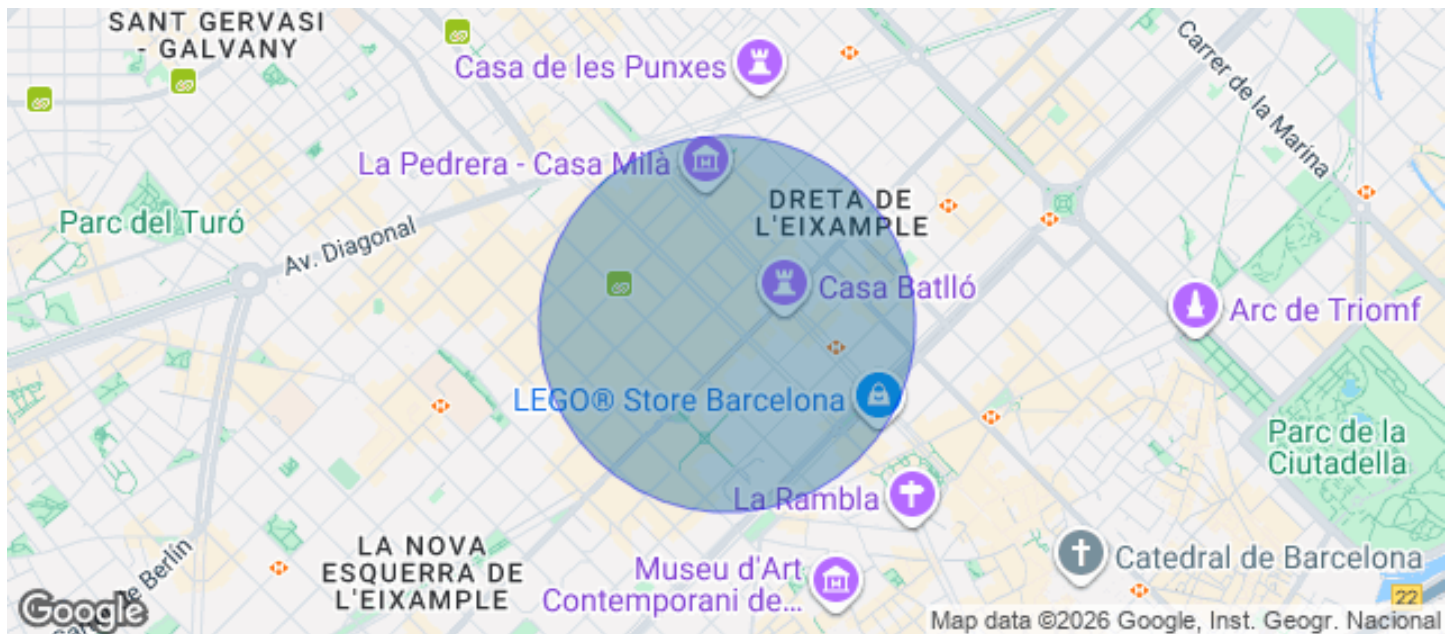 SANT GERVASI
- GALVANY
Casa de les Punxes
Carrer de la Marina
La Pedrera - Casa Milà
DRETA DE
L'EIXAMPLE
Parc del Turó
Av. Diagonal
Casa Batlló
Arc de Triomf
LEGO® Store Barcelona
Parc de la
Ciutadella
La Rambla
LA NOVA
ESQUERRA DE
L'EIXAMPLE
Museu d'Art
Contemporani de...
Catedral de Barcelona
de Berlín
22
Google
Map data ©2026 Google, Inst. Geogr. Nacional